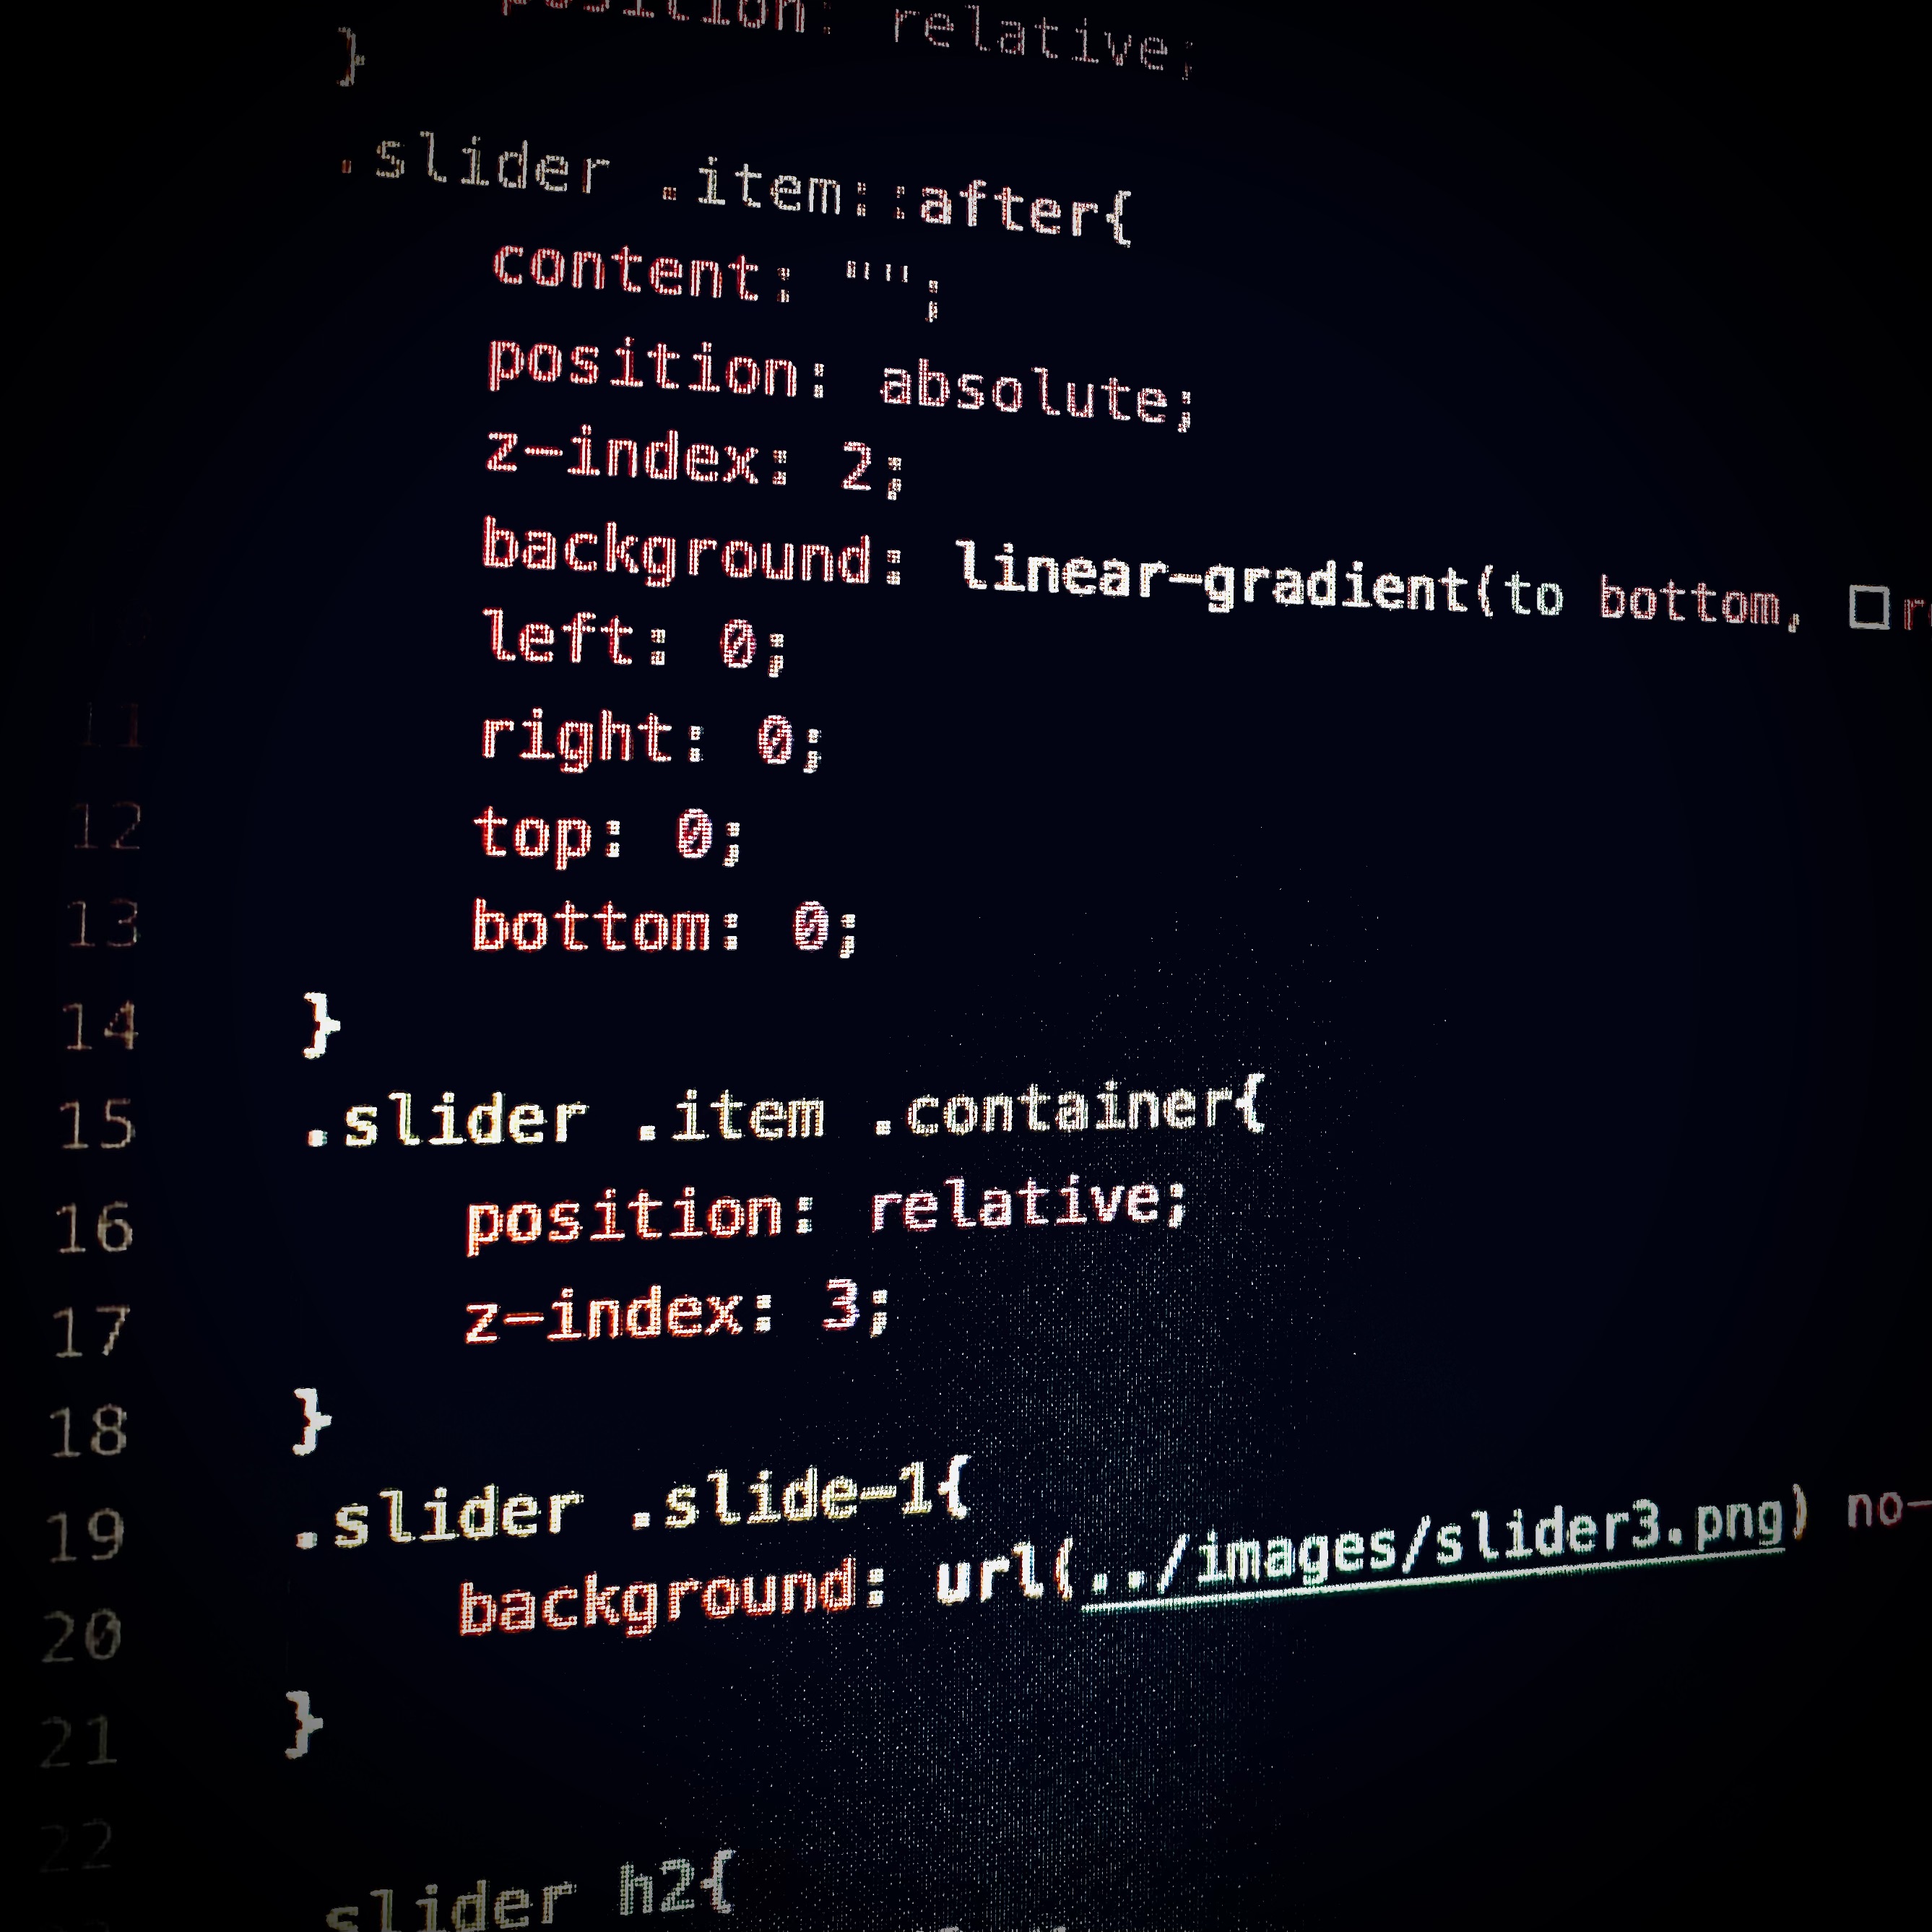 position: relative;
}
.slider .item::after{
content: "";
position: absolute;
z-index: 2;
background: linear-gradient(to bottom,
left: 0;
11 right: 0;
12 top: 0;
13 bottom: 0;
14 }
15 .slider .item .container{
16 position: relative;
17 z-index: 3;
18 }
19 .slider .slide-1{
20 background: url(../images/slider3.png) no-
21 }
22
slider h2{